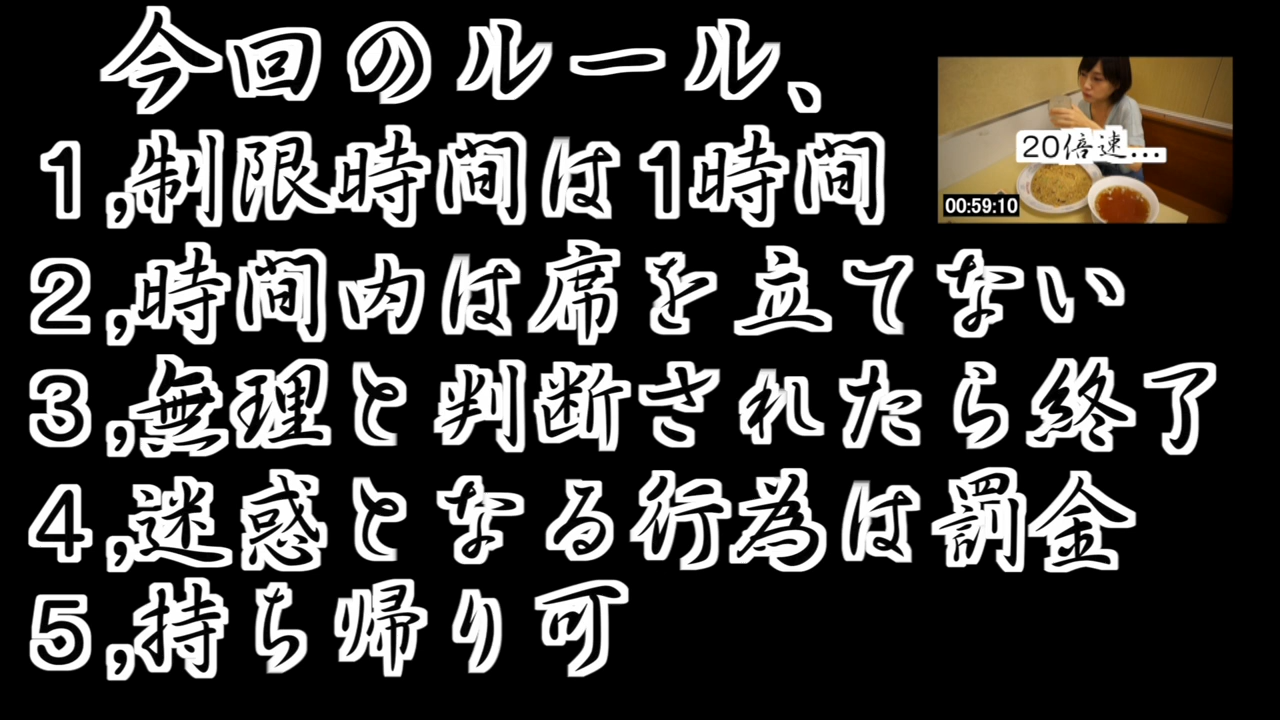 今回のルール、
1,制限時間は1時間
2,時間内は席を立てない
3,無理と判断されたら終了
4,迷惑となる行為は罰金
5,持ち帰り可
20倍速...
00:59:10